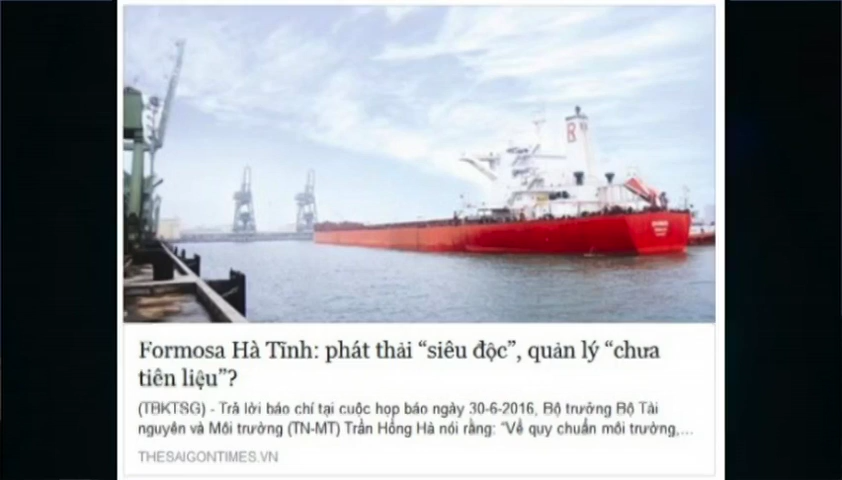 R
Formosa Hà Tĩnh: phát thải “siêu độc”, quản lý “chưa
tiên liệu”?
(TBKTSG) - Trả lời báo chí tại cuộc họp báo ngày 30-6-2016, Bộ trưởng Bộ Tài
nguyên và Môi trường (TN-MT) Trần Hồng Hà nói rằng: “Về quy chuẩn môi trường,...
THESAIGONTIMES.VN